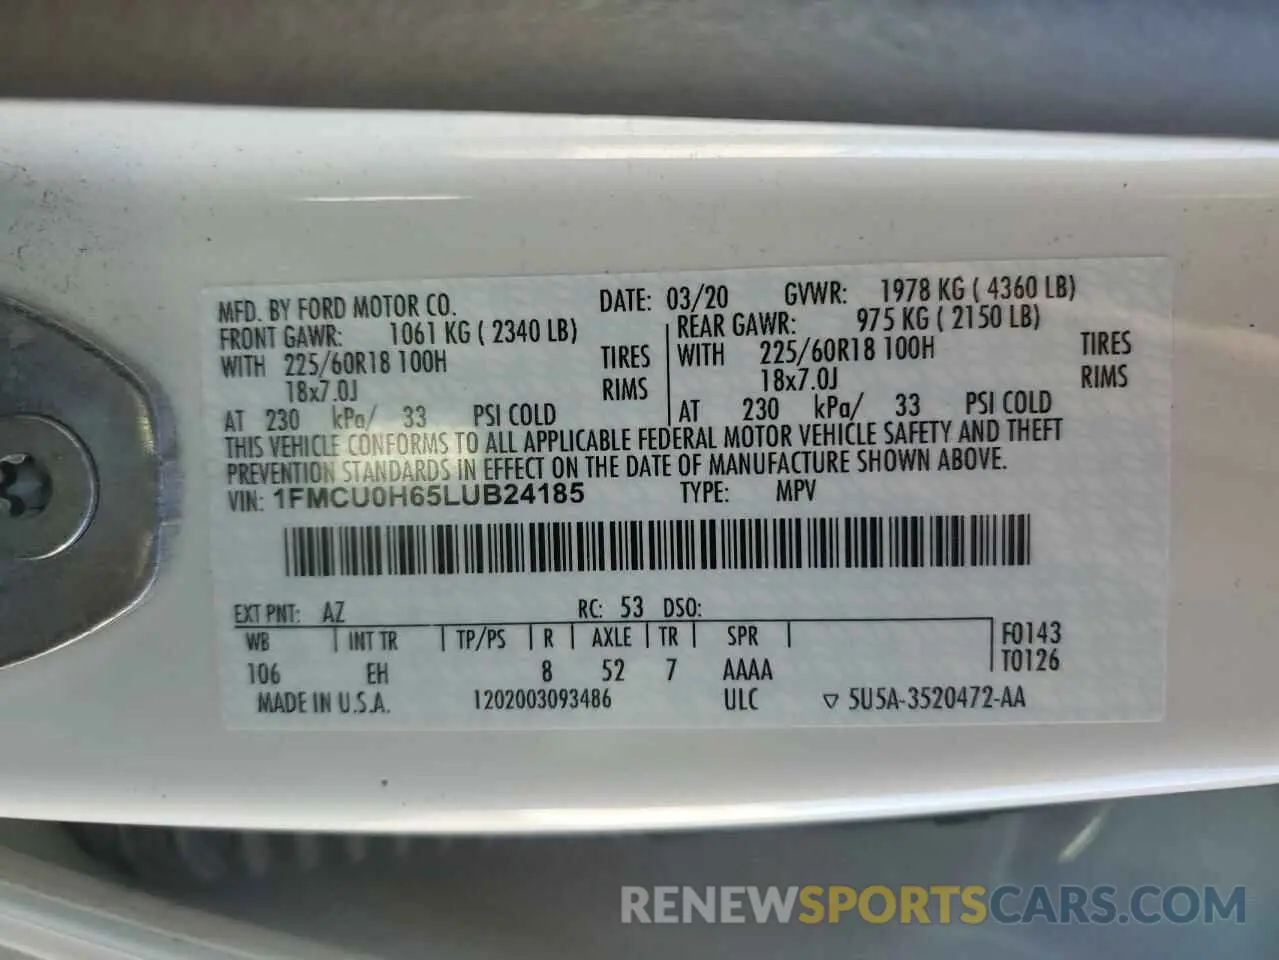 MFD. BY FORD MOTOR CO. DATE: 03/20 GVWR: 1978 KG ( 4360 LB)
FRONT GAWR: 1061 KG ( 2340 LB) REAR GAWR: 975 KG ( 2150 LB)
WITH 225/60R18 100H TIRES WITH 225/60R18 100H TIRES
18x7.0J RIMS 18x7.0J RIMS
AT 230 kPa/ 33 PSI COLD AT 230 kPa/ 33 PSI COLD
THIS VEHICLE CONFORMS TO ALL APPLICABLE FEDERAL MOTOR VEHICLE SAFETY AND THEFT
PREVENTION STANDARDS IN EFFECT ON THE DATE OF MANUFACTURE SHOWN ABOVE.
VIN: 1FMCU0H65LUB24185 TYPE: MPV
EXT PNT: AZ RC: 53 DSO:
WB INT TR TP/PS R AXLE TR SPR F0143
106 EH 8 52 7 AAAA T0126
MADE IN U.S.A. 1202003093486 ULC ▽ 5U5A-3520472-AA
RENEWSPORTSCARS.COM